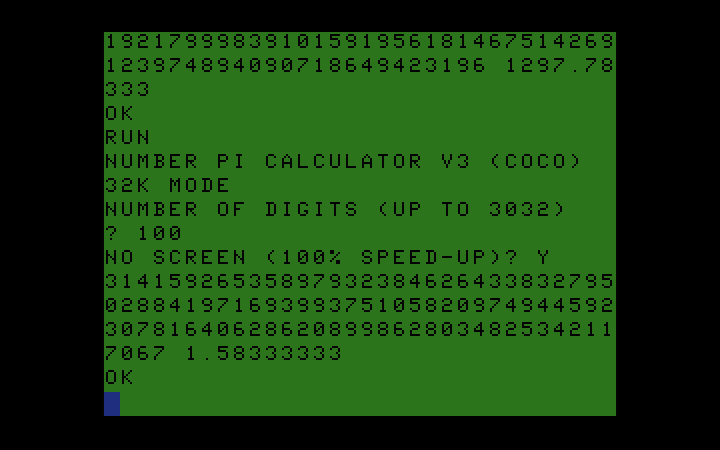 19217999839101591956181467514269
123974894090718649423196 1297.78
333
OK
RUN
NUMBER PI CALCULATOR V3 (COCO)
32K MODE
NUMBER OF DIGITS (UP TO 3032)
? 100
NO SCREEN (100% SPEED-UP)? Y
31415926535897932384626433832795
02884197169399375105820974944592
30781640628620899862803482534211
7067 1.58333333
OK